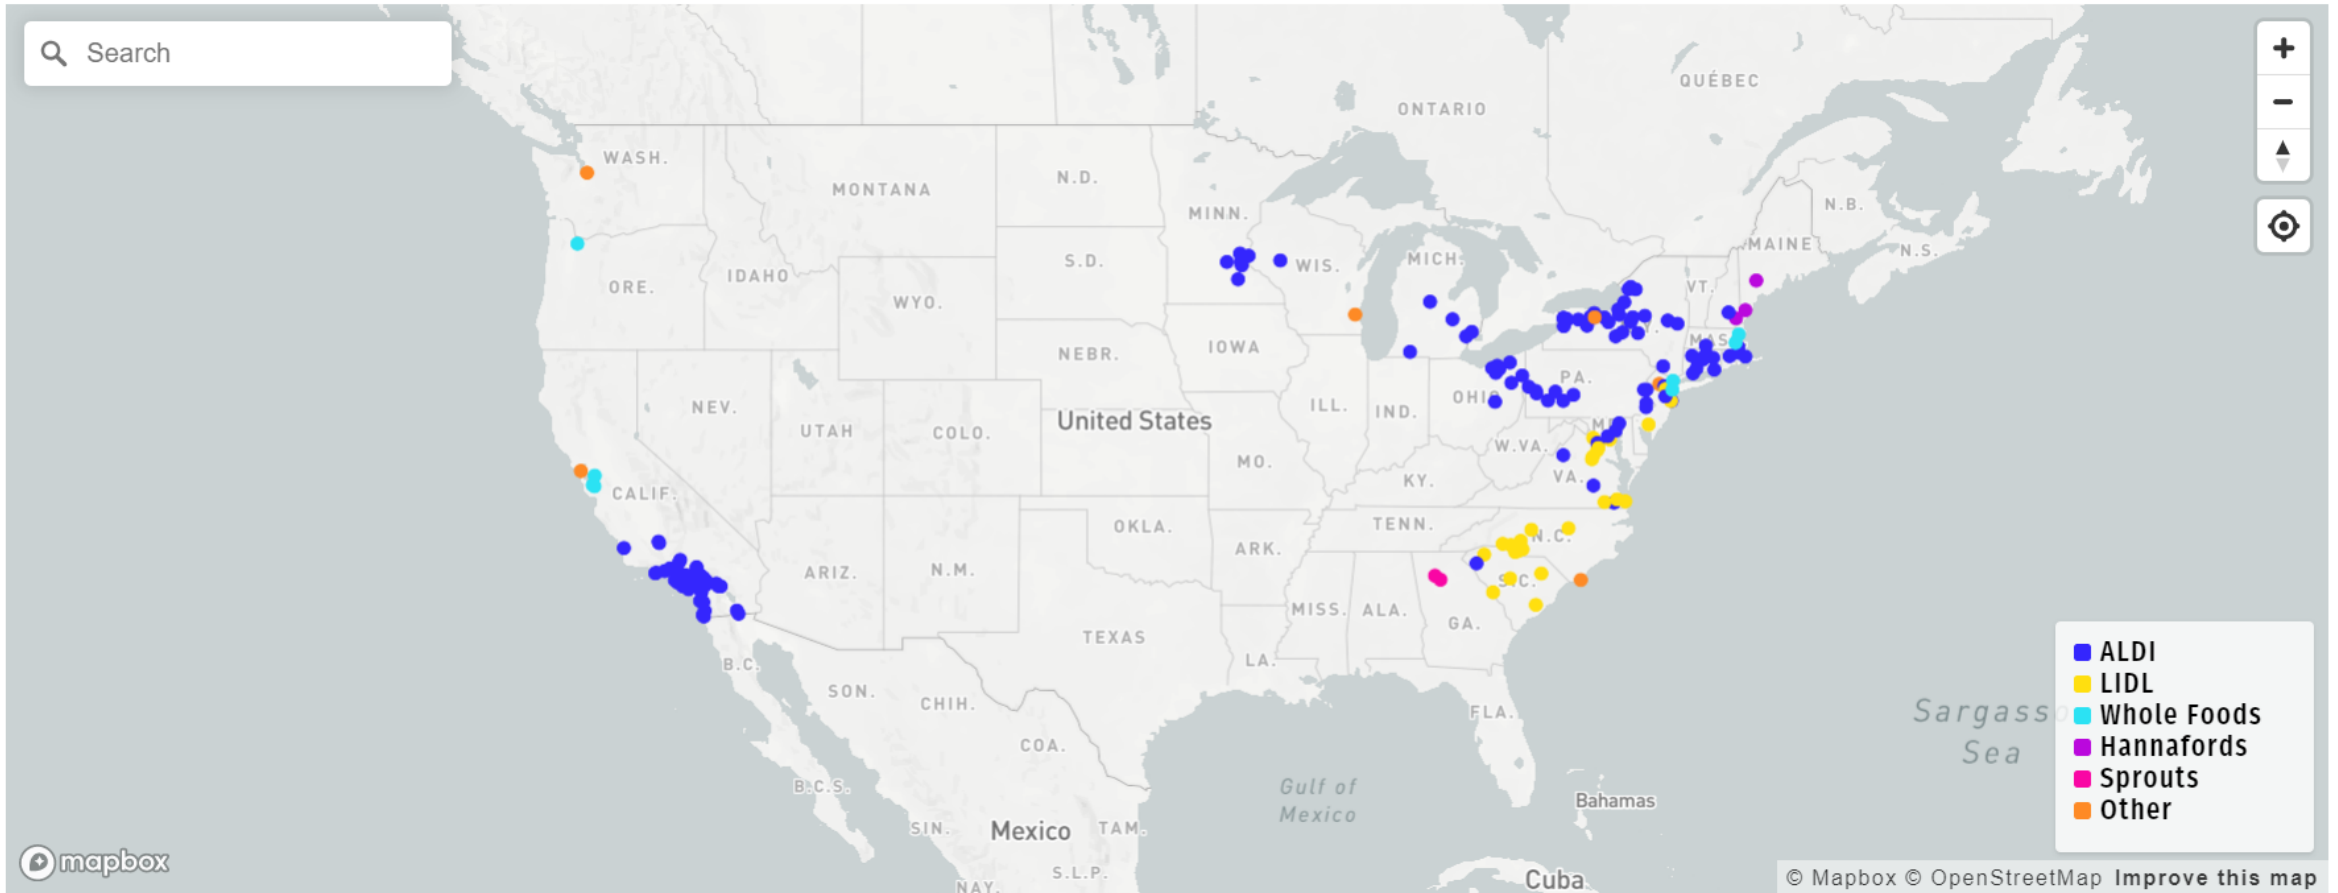 Search
QUÉBEC
ONTARIO
WASH.
N.D.
MONTANA
MINN.
N.B.
MAINE
N.S.
MICH.
S.D.
WIS.
IDAHO
ORE.
VT.
WYO.
MAS
IOWA
NEBR.
PA.
OHIO
NEV.
ILL.
IND.
United States
UTAH
COLO.
W.VA.
MO.
VA.
KY.
CALIF.
TENN.
OKLA.
N.C.
ARK.
ARIZ.
N.M.
S.C.
MISS.
ALA.
GA.
TEXAS
LA.
B.C.
SON.
CHIH.
FLA.
COA.
B.C.S.
Gulf of
Mexico
Bahamas
SIN.
Mexico
TAM.
S.L.P.
NAY.
Cuba
Sargasso
Sea
ALDI
LIDL
Whole Foods
Hannafords
Sprouts
Other
mapbox
© Mapbox © OpenStreetMap Improve this map